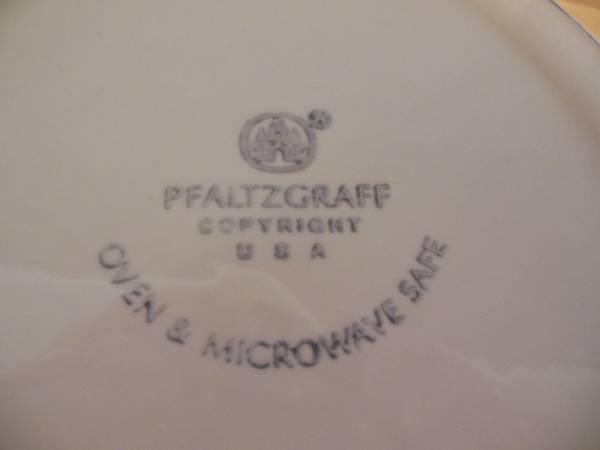 PFALTZGRAFF
COPYRIGHT
USA
OVEN & MICROWAVE SAFE